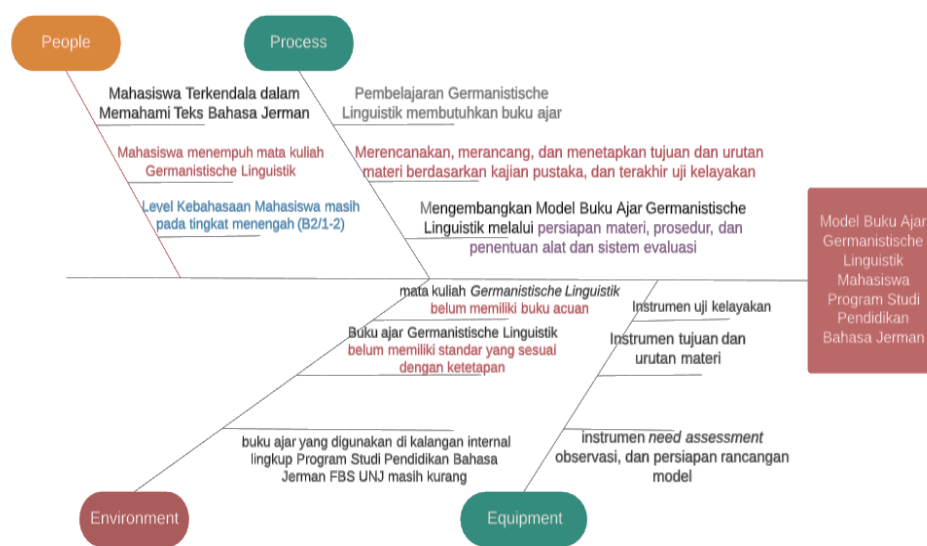 People
Process
Mahasiswa Terkendala dalam
Memahami Teks Bahasa Jerman
Mahasiswa menempuh mata kuliah
Germanistische Linguistik
Level Kebahasaan Mahasiswa masih
pada tingkat menengah (B2/1-2)
Pembelajaran Germanistische
Linguistik membutuhkan buku ajar
Merencanakan, merancang, dan menetapkan tujuan dan urutan
materi berdasarkan kajian pustaka, dan terakhir uji kelayakan
Mengembangkan Model Buku Ajar Germanistische
Linguistik melalui persiapan materi, prosedur, dan
penentuan alat dan sistem evaluasi
Model Buku Ajar
Germanistische
Linguistik
Mahasiswa
Program Studi
Pendidikan
Bahasa Jerman
mata kuliah Germanistische Linguistik
belum memiliki buku acuan
Buku ajar Germanistische Linguistik
belum memiliki standar yang sesuai
dengan ketetapan
buku ajar yang digunakan di kalangan internal
lingkup Program Studi Pendidikan Bahasa
Jerman FBS UNJ masih kurang
Instrumen uji kelayakan
Instrumen tujuan dan
urutan materi
instrumen need assessment
observasi, dan persiapan rancangan
model
Environment
Equipment